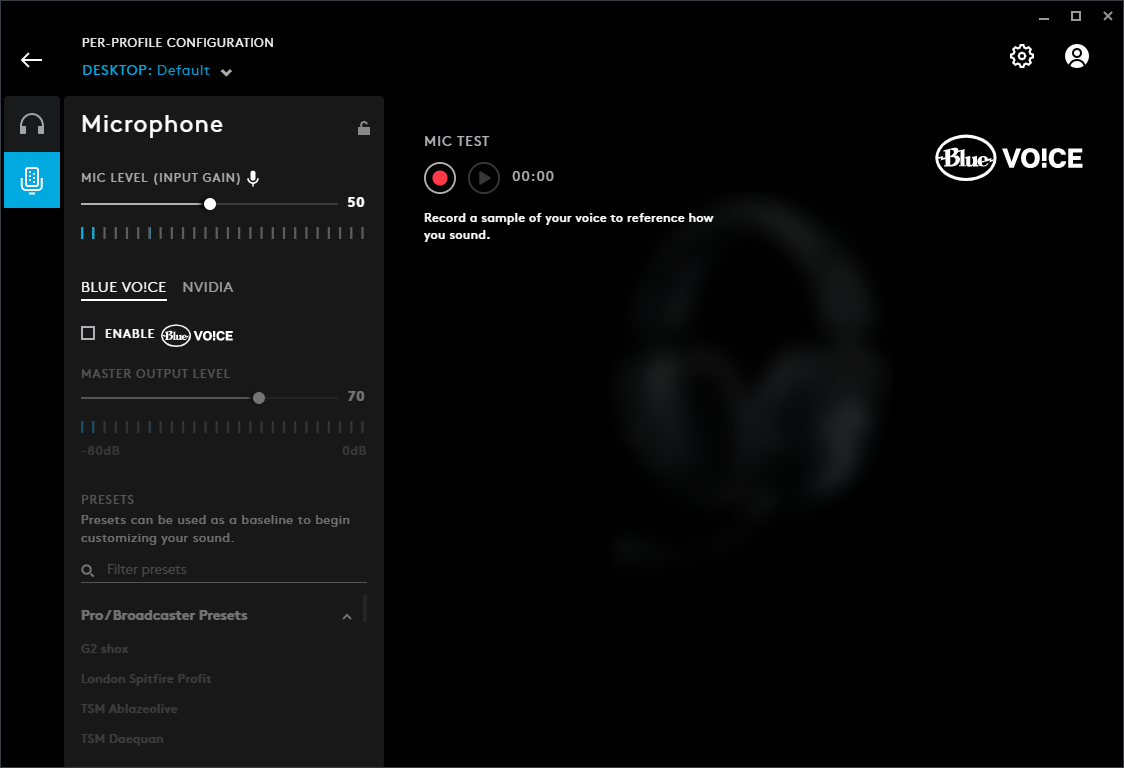 PER-PROFILE CONFIGURATION
DESKTOP: Default
Microphone
MIC LEVEL (INPUT GAIN)
50
BLUE VO!CE NVIDIA
ENABLE Blue VO!CE
MASTER OUTPUT LEVEL
70
-80dB 0dB
PRESETS
Presets can be used as a baseline to begin
customizing your sound.
Filter presets
Pro/Broadcaster Presets
G2 shox
London Spitfire Profit
TSM Ablazeolive
TSM Daequan
MIC TEST
00:00
Record a sample of your voice to reference how
you sound.
Blue VO!CE